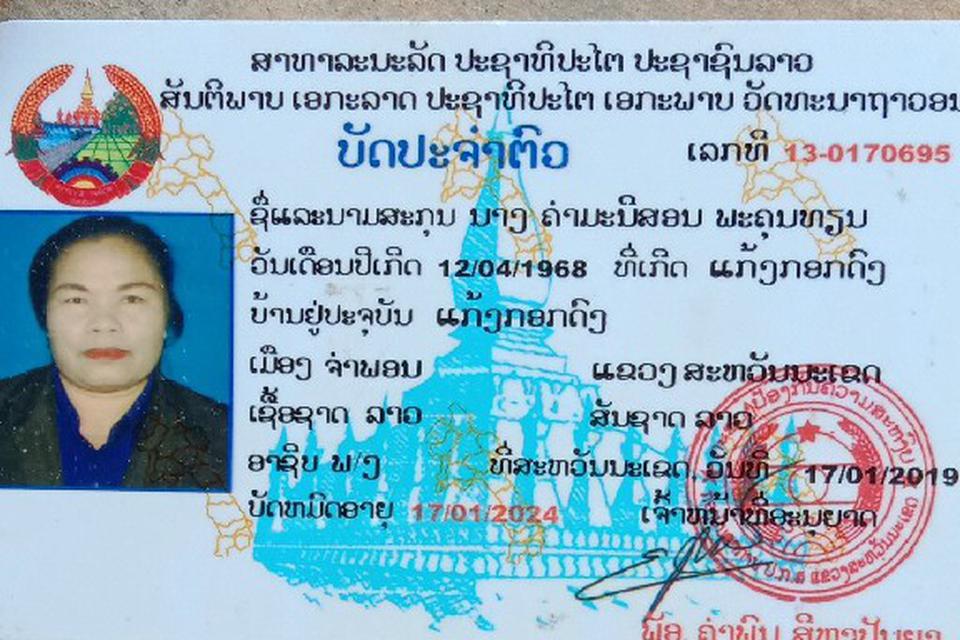 ສາທາລະນະລັດ ປະຊາທິປະໄຕ ປະຊາຊົນລາວ
ສັນຕິພາບ ເອກະລາດ ປະຊາທິປະໄຕ ເອກະພາບ ວັດທະນາຖາວອນ
ບັດປະຈຳຕົວ ເລກທີ 13-0170695
ຊື່ແລະນາມສະກຸນ ນາງ ຄຳມະນີສອນ ພະຄຸນທຽນ
ວັນເດືອນປີເກີດ 12/04/1968 ທີ່ເກີດ ແກ້ງກອກດົງ
ບ້ານຢູ່ປະຈຸບັນ ແກ້ງກອກດົງ
ເມືອງ ຈຳພອນ ແຂວງ ສະຫວັນນະເຂດ
ເຊື້ອຊາດ ລາວ ສັນຊາດ ລາວ
ອາຊີບ ພ/ງ ທີ່ສະຫວັນນະເຂດ, ວັນທີ 17/01/2019
ບັດຫມົດອາຍຸ 17/01/2024 ເຈົ້າຫນ້າທີ່ອະນຸຍາດ